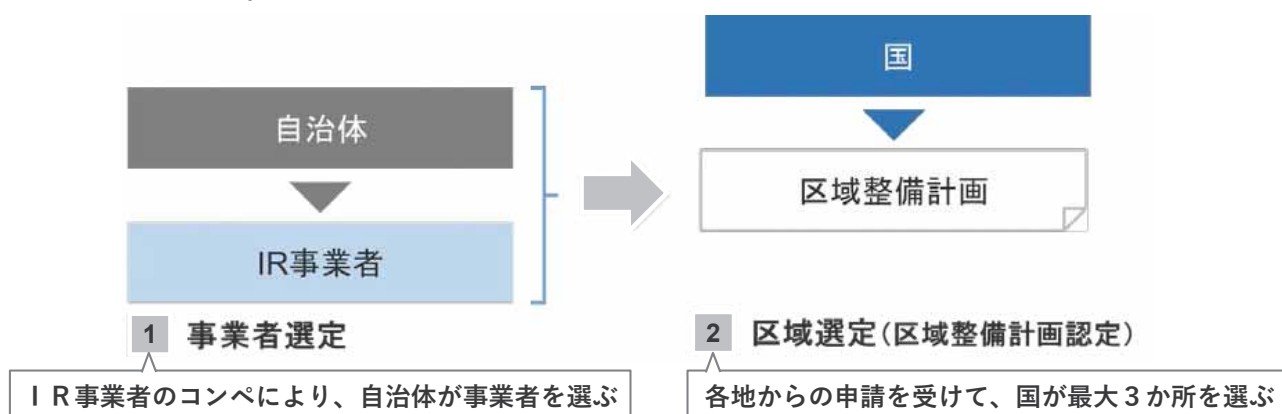 国
自治体
区域整備計画
IR事業者
1 事業者選定
2 区域選定(区域整備計画認定)
ＩＲ事業者のコンペにより、自治体が事業者を選ぶ
各地からの申請を受けて、国が最大３か所を選ぶ